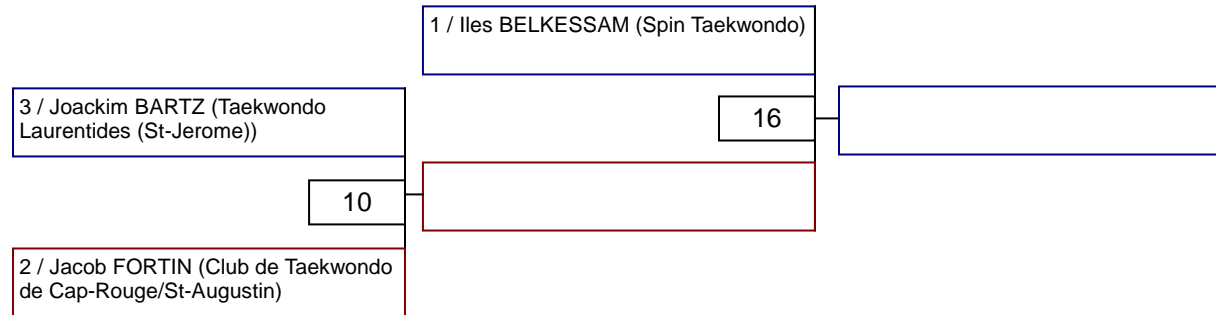 1 / Iles BELKESSAM (Spin Taekwondo)
3 / Joackim BARTZ (Taekwondo
Laurentides (St-Jerome))
16
10
2 / Jacob FORTIN (Club de Taekwondo
de Cap-Rouge/St-Augustin)